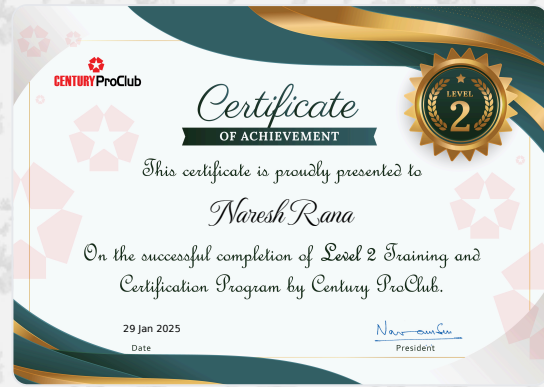 CENTURY ProClub
Certificate
OF ACHIEVEMENT
LEVEL
2
This certificate is proudly presented to
Naresh Rana
On the successful completion of Level 2 Training and
Certification Program by Century ProClub.
29 Jan 2025
Date
President